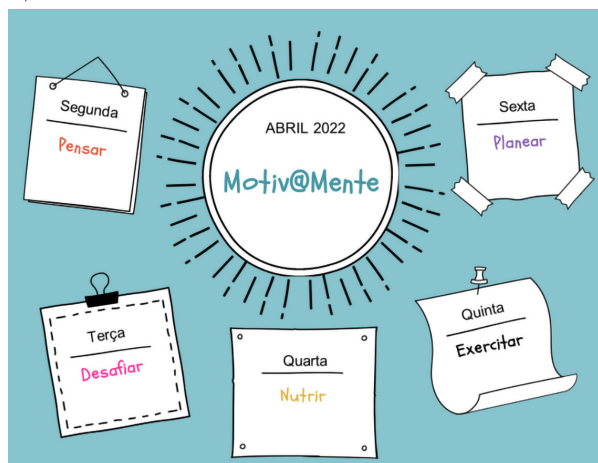 ABRIL 2022
Motiv@Mente
Segunda
Pensar
Terça
Desafiar
Quarta
Nutrir
Quinta
Exercitar
Sexta
Planear